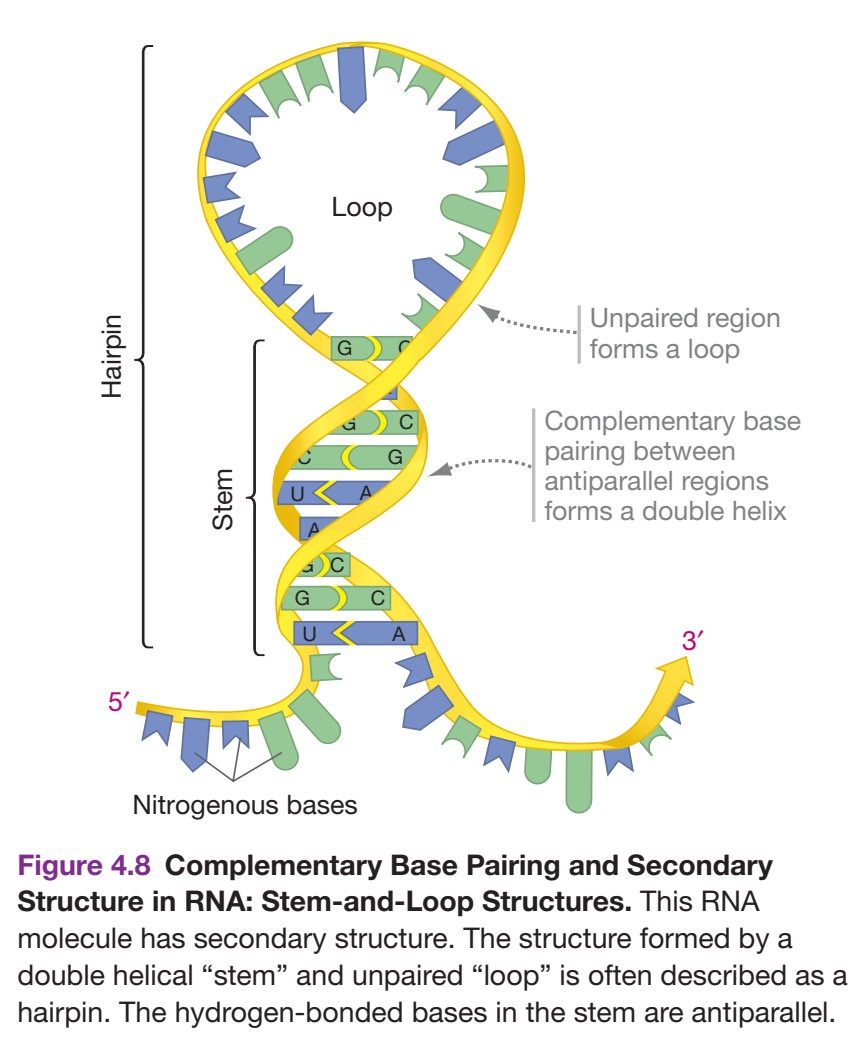 Loop
Hairpin
Unpaired region
forms a loop
G C
G C
Complementary base
pairing between
antiparallel regions
forms a double helix
C G
Stem
U A
A
G C
G C
U A
3′
5′
Nitrogenous bases
Figure 4.8 Complementary Base Pairing and Secondary
Structure in RNA: Stem-and-Loop Structures. This RNA
molecule has secondary structure. The structure formed by a
double helical “stem” and unpaired “loop” is often described as a
hairpin. The hydrogen-bonded bases in the stem are antiparallel.